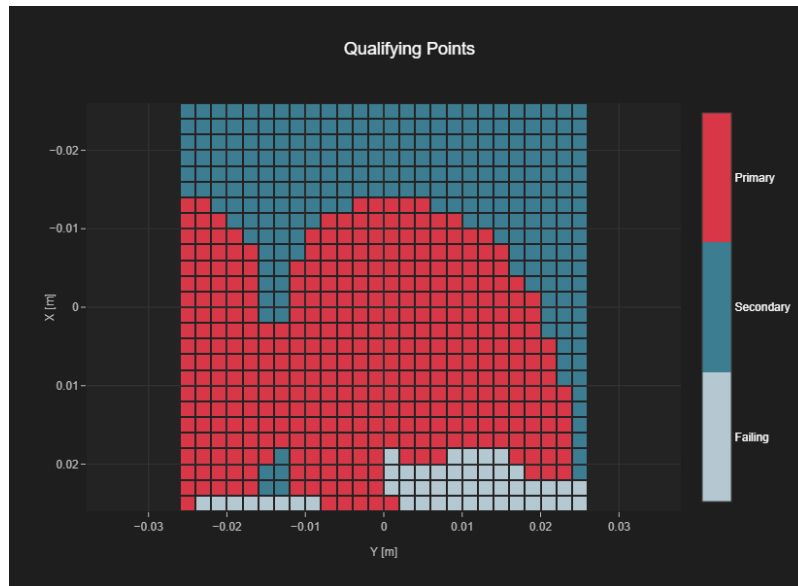 Qualifying Points
−0.02
−0.01
0
0.01
0.02
X [m]
−0.03
−0.02
−0.01
0
0.01
0.02
0.03
Y [m]
Primary
Secondary
Failing